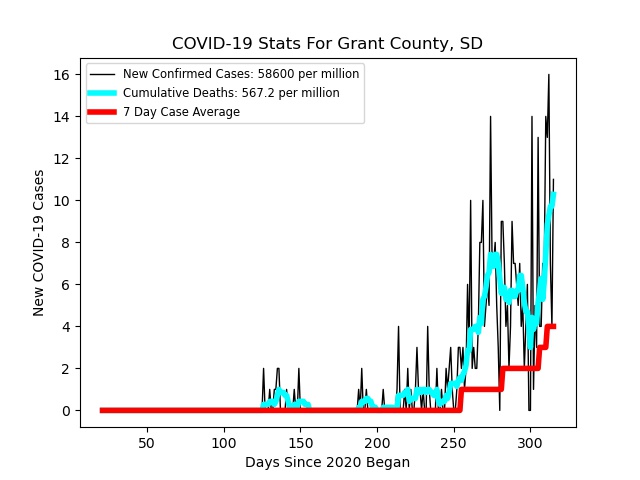 COVID-19 Stats For Grant County, SD
New Confirmed Cases: 58600 per million
Cumulative Deaths: 567.2 per million
7 Day Case Average
New COVID-19 Cases
16
14
12
10
8
6
4
2
0
50 100 150 200 250 300
Days Since 2020 Began